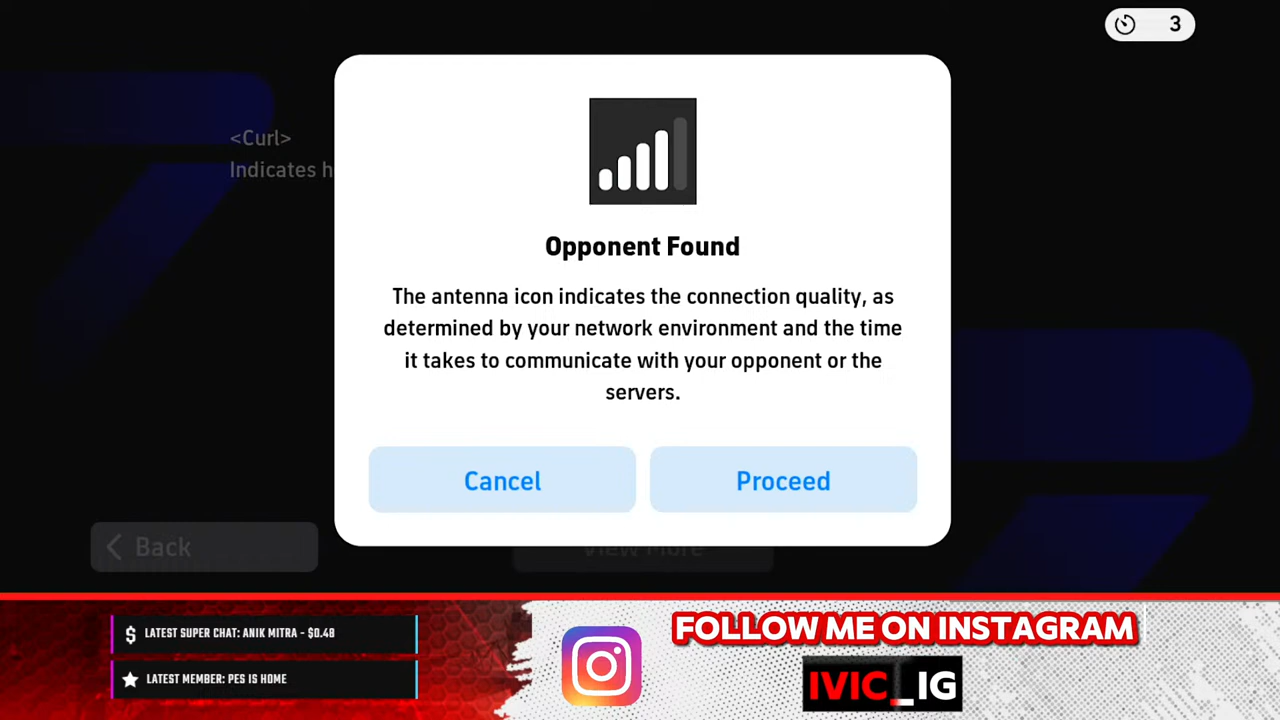 3
<Curl>
Indicates h
Opponent Found
The antenna icon indicates the connection quality, as
determined by your network environment and the time
it takes to communicate with your opponent or the
servers.
Cancel
Proceed
Back
View More
LATEST SUPER CHAT: ANIK MITRA - $0.48
LATEST MEMBER: PES IS HOME
FOLLOW ME ON INSTAGRAM
IVIC_IG